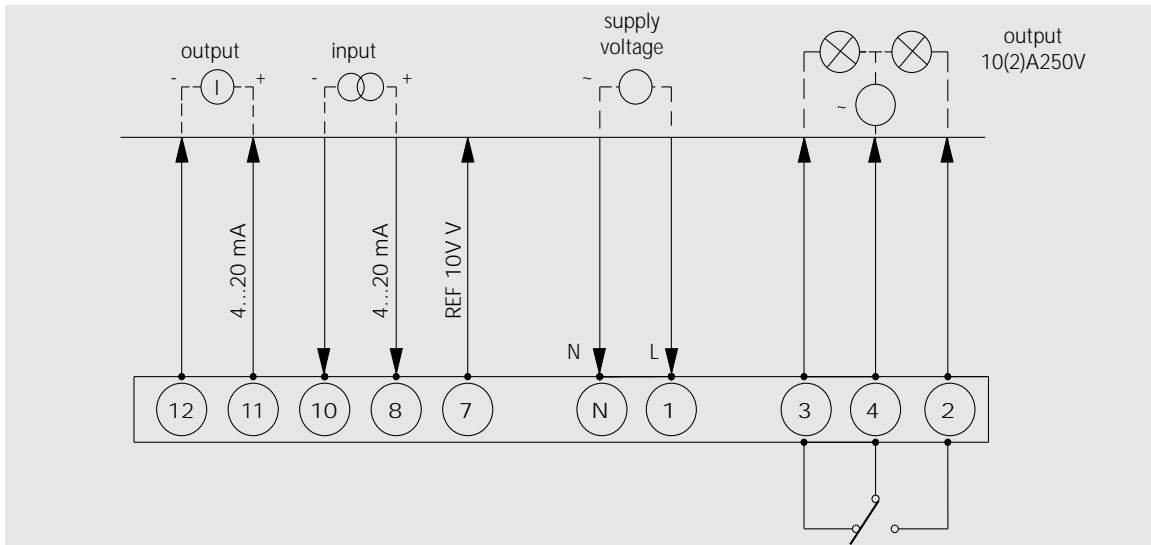 output
input
supply
voltage
output
10(2)A250V
- I +
- +
~
~
4...20 mA
4...20 mA
REF 10V V
N
L
12
11
10
8
7
N
1
3
4
2